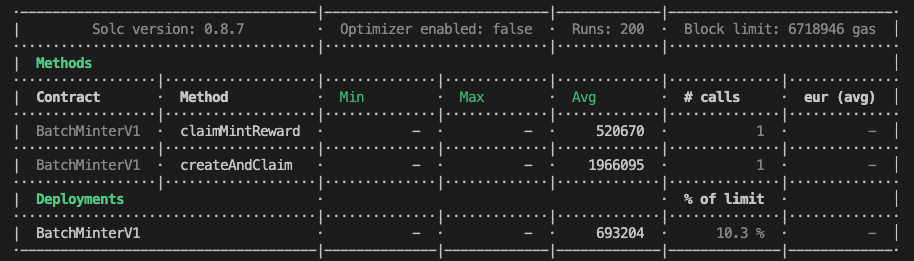 Solc version: 0.8.7 Optimizer enabled: false Runs: 200 Block limit: 6718946 gas
Methods
Contract Method Min Max Avg # calls eur (avg)
BatchMinterV1 claimMintReward - - 520670 1 -
BatchMinterV1 createAndClaim - - 1966095 1 -
Deployments % of limit
BatchMinterV1 - - 693204 10.3 % -